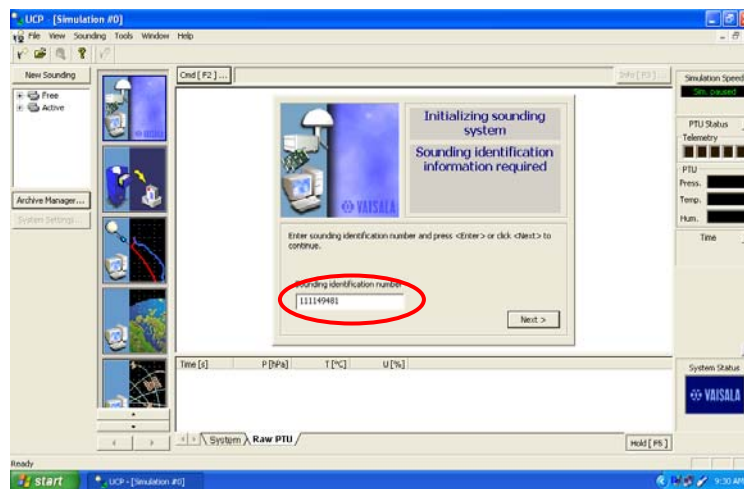 UCP - [Simulation #0]
File View Sounding Tools Window Help
New Sounding
Free
Active
Archive Manager...
System Settings...
Cmd [ F2 ] ...
Info [ F3 ] ...
VAISALA
Initializing sounding
system
Sounding identification
information required
Enter sounding identification number and press <Enter> or click <Next> to
continue.
Sounding identification number
111149481
Next >
Time [s] P [hPa] T [°C] U [%]
System Raw PTU
Hold [ F5 ]
Simulation Speed
Sim. paused
PTU Status
Telemetry
PTU
Press.
Temp.
Hum.
Time
System Status
VAISALA
Ready
start
UCP - [Simulation #0]
9:30 AM